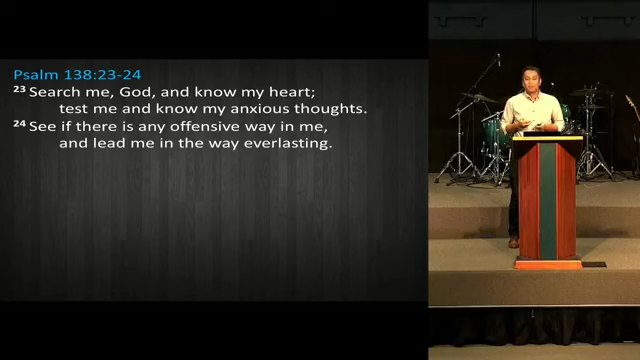 Psalm 138:23-24
23 Search me, God, and know my heart;
test me and know my anxious thoughts.
24 See if there is any offensive way in me,
and lead me in the way everlasting.